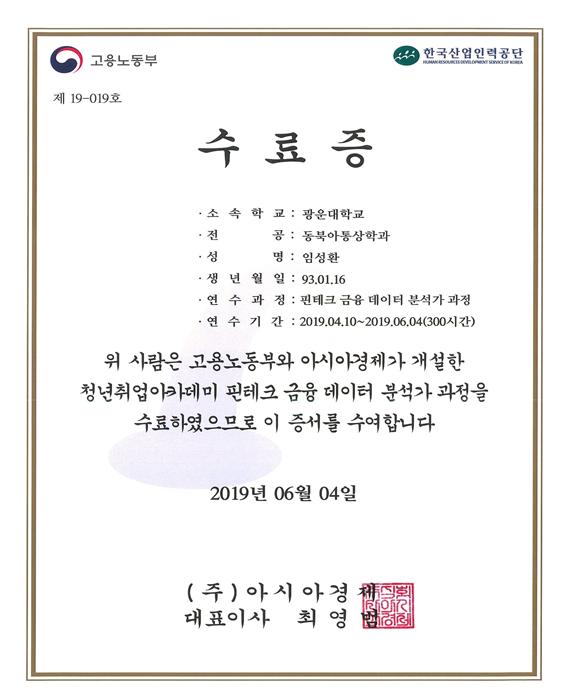 고용노동부
한국산업인력공단
HUMAN RESOURCES DEVELOPMENT SERVICE OF KOREA
제 19-019호
수 료 증
· 소 속 학 교 : 광운대학교
· 전 공 : 동북아통상학과
· 성 명 : 임성환
· 생 년 월 일 : 93.01.16
· 연 수 과 정 : 핀테크 금융 데이터 분석가 과정
· 연 수 기 간 : 2019.04.10~2019.06.04(300시간)
위 사람은 고용노동부와 아시아경제가 개설한
청년취업아카데미 핀테크 금융 데이터 분석가 과정을
수료하였으므로 이 증서를 수여합니다
2019년 06월 04일
(주)아시아경제
대표이사 최영범